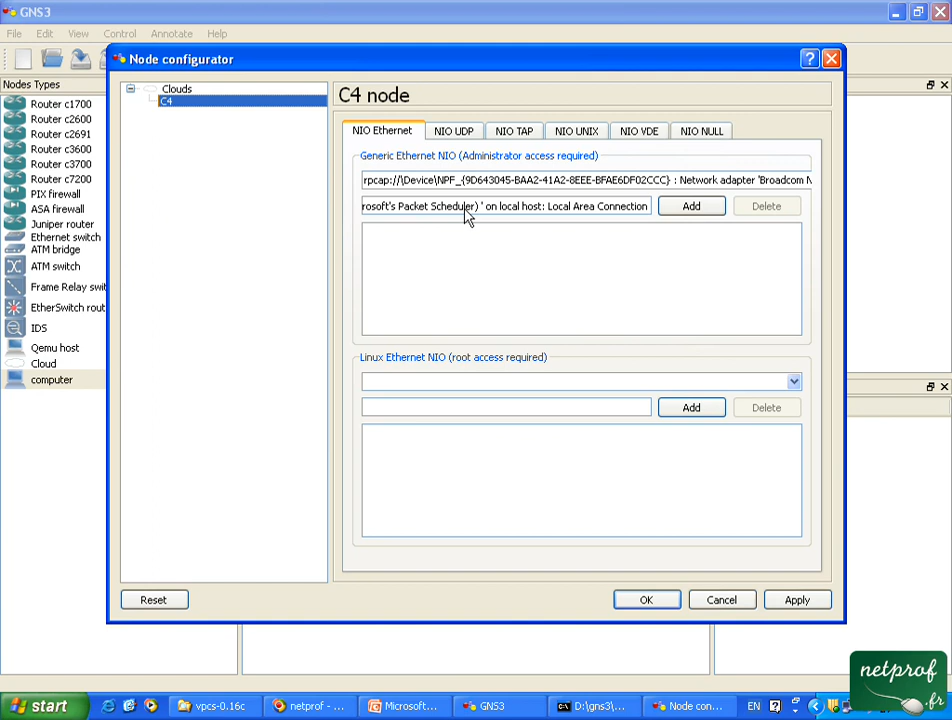 GNS3
File Edit View Control Annotate Help
Node configurator
Nodes Types
Router c1700
Router c2600
Router c2691
Router c3600
Router c3700
Router c7200
PIX firewall
ASA firewall
Juniper router
Ethernet switch
ATM bridge
ATM switch
Frame Relay swit
EtherSwitch rout
IDS
Qemu host
Cloud
computer
Clouds
C4
C4 node
NIO Ethernet NIO UDP NIO TAP NIO UNIX NIO VDE NIO NULL
Generic Ethernet NIO (Administrator access required)
rpcap://\Device\NPF_{9D643045-BAA2-41A2-8EEE-BFAE6DF02CCC} : Network adapter 'Broadcom N
rosoft's Packet Scheduler) ' on local host: Local Area Connection
Add Delete
Linux Ethernet NIO (root access required)
Add Delete
Reset OK Cancel Apply
start vpcs-0.16c netprof - ... Microsoft... GNS3 D:\gns3\... Node con... EN
netprof
.fr